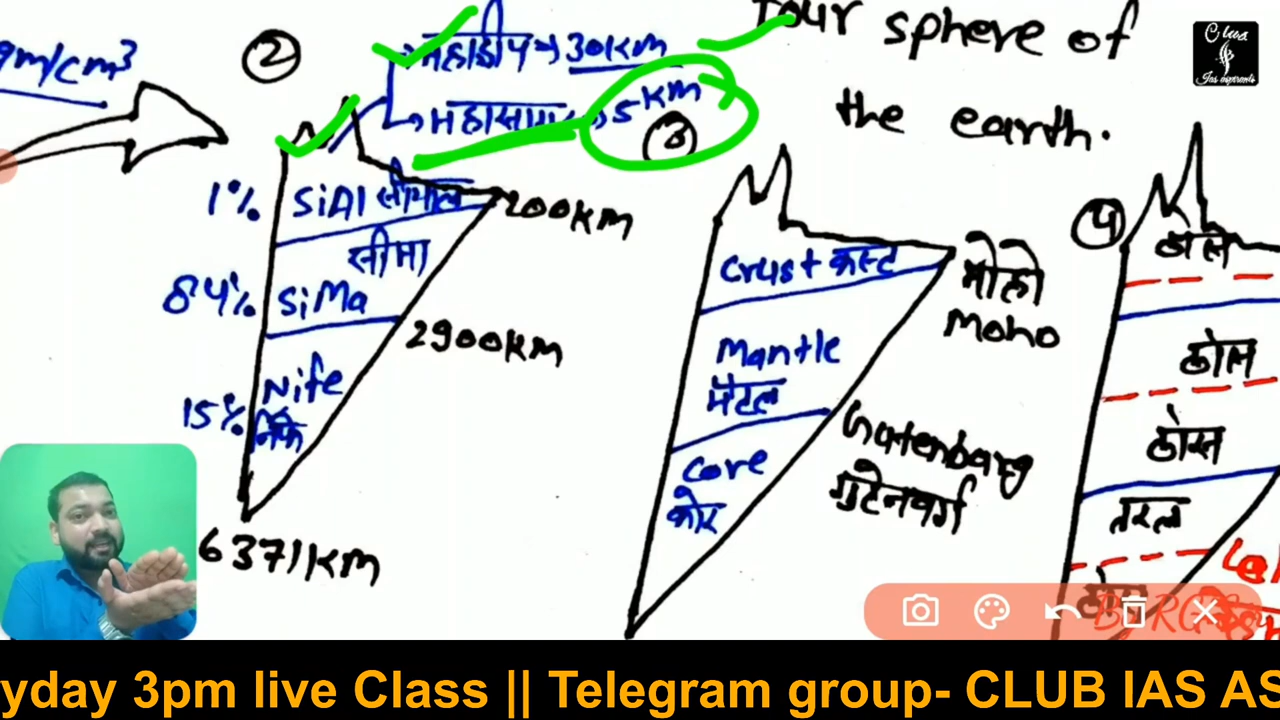 gm/cm³
②
महाद्वीप → 30km
महासागर → 5km
1%
SiAl सीयाल
200km
सीमा
84%
SiMa
2900km
15%
Nife
निफे
6371km
four sphere of
the earth.
③
Crust क्रस्ट
मोहो
Moho
Mantle
मेंटल
Gutenbarg
गुटेनवर्ग
Core
कोर
④
ठोस
ठोस
तरल
Club
Ias aspirants
yday 3pm live Class || Telegram group- CLUB IAS AS